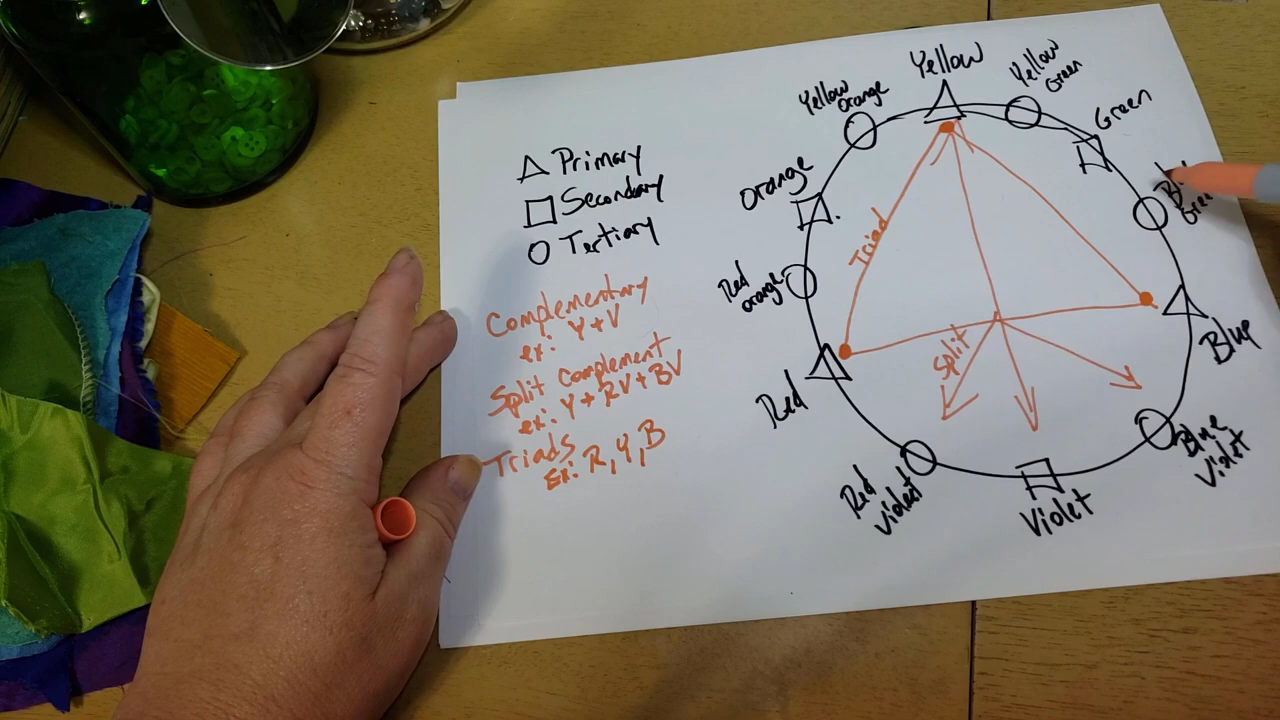 Primary
Secondary
Tertiary
Complementary
ex: Y+V
Split Complement
ex: Y+RV+BV
Triads
Ex: R,Y,B
Yellow
Yellow
Green
Green
Green
Blue
Blue
Violet
Violet
Red
Violet
Red
Red
orange
Orange
Yellow
orange
Triad
Split